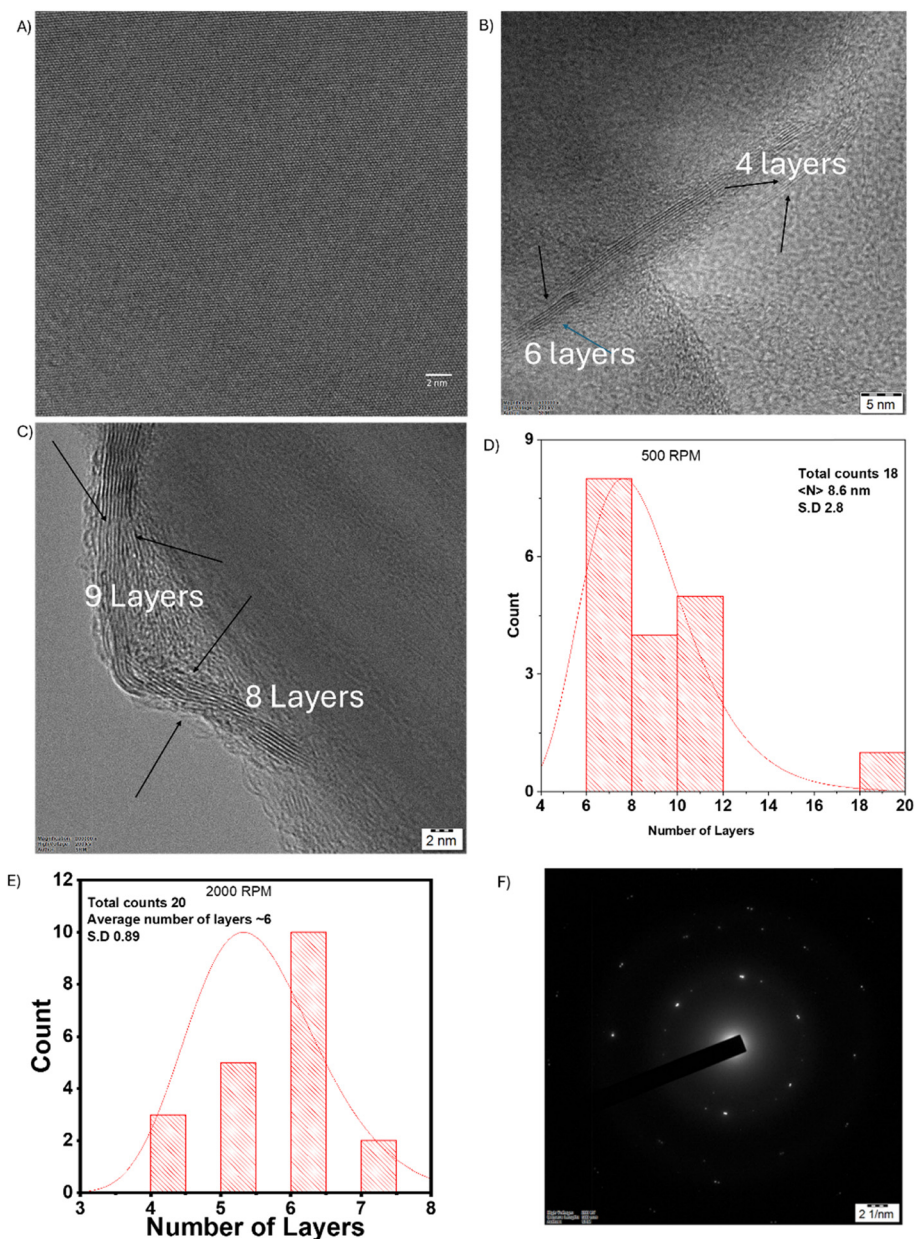 A)
2 nm
B)
4 layers
6 layers
5 nm
C)
9 Layers
8 Layers
2 nm
D)
500 RPM
Total counts 18
<N> 8.6 nm
S.D 2.8
9
6
3
0
Count
4 6 8 10 12 14 16 18 20
Number of Layers
E)
2000 RPM
Total counts 20
Average number of layers ~6
S.D 0.89
12
10
8
6
4
2
0
Count
3 4 5 6 7 8
Number of Layers
F)
2 1/nm